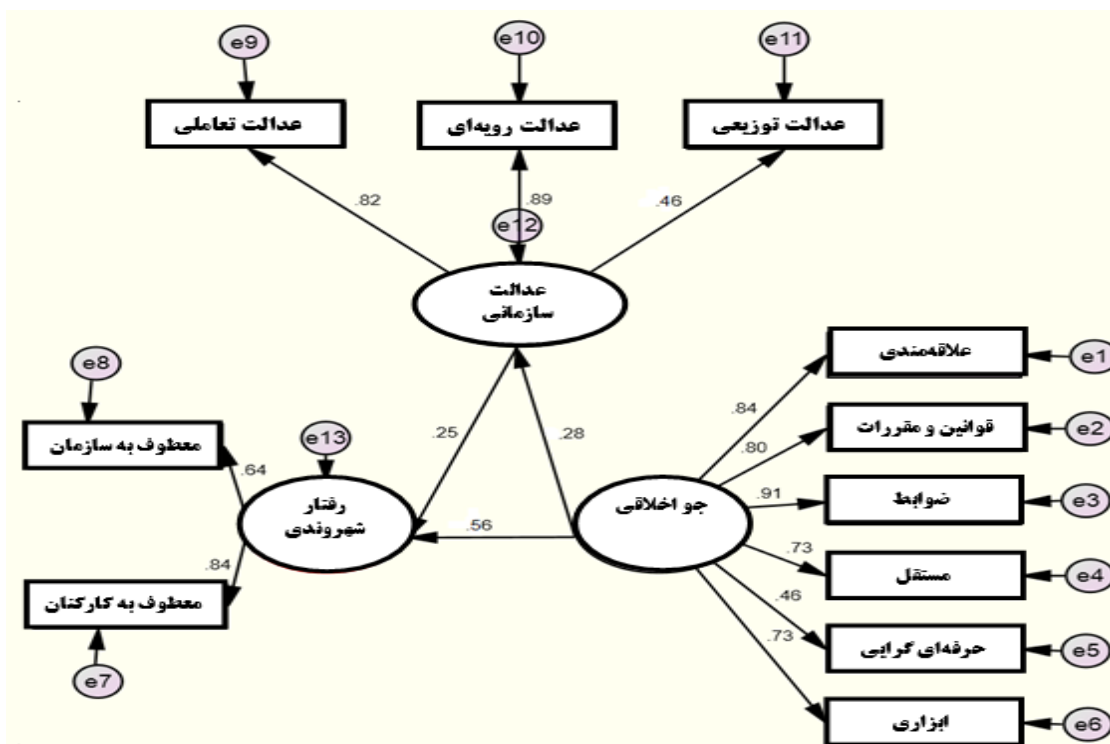 e9
e10
e11
عدالت تعاملی
عدالت رویه‌ای
عدالت توزیعی
.82
.89
.46
e12
عدالت
سازمانی
e8
علاقه‌مندی
e1
معطوف به سازمان
e13
.25
.28
.84
قوانین و مقررات
e2
.80
.64
رفتار
شهروندی
جو اخلاقی
.91
ضوابط
e3
.56
.84
.73
مستقل
e4
معطوف به کارکنان
.46
.73
حرفه‌ای گرایی
e5
e7
ابزاری
e6